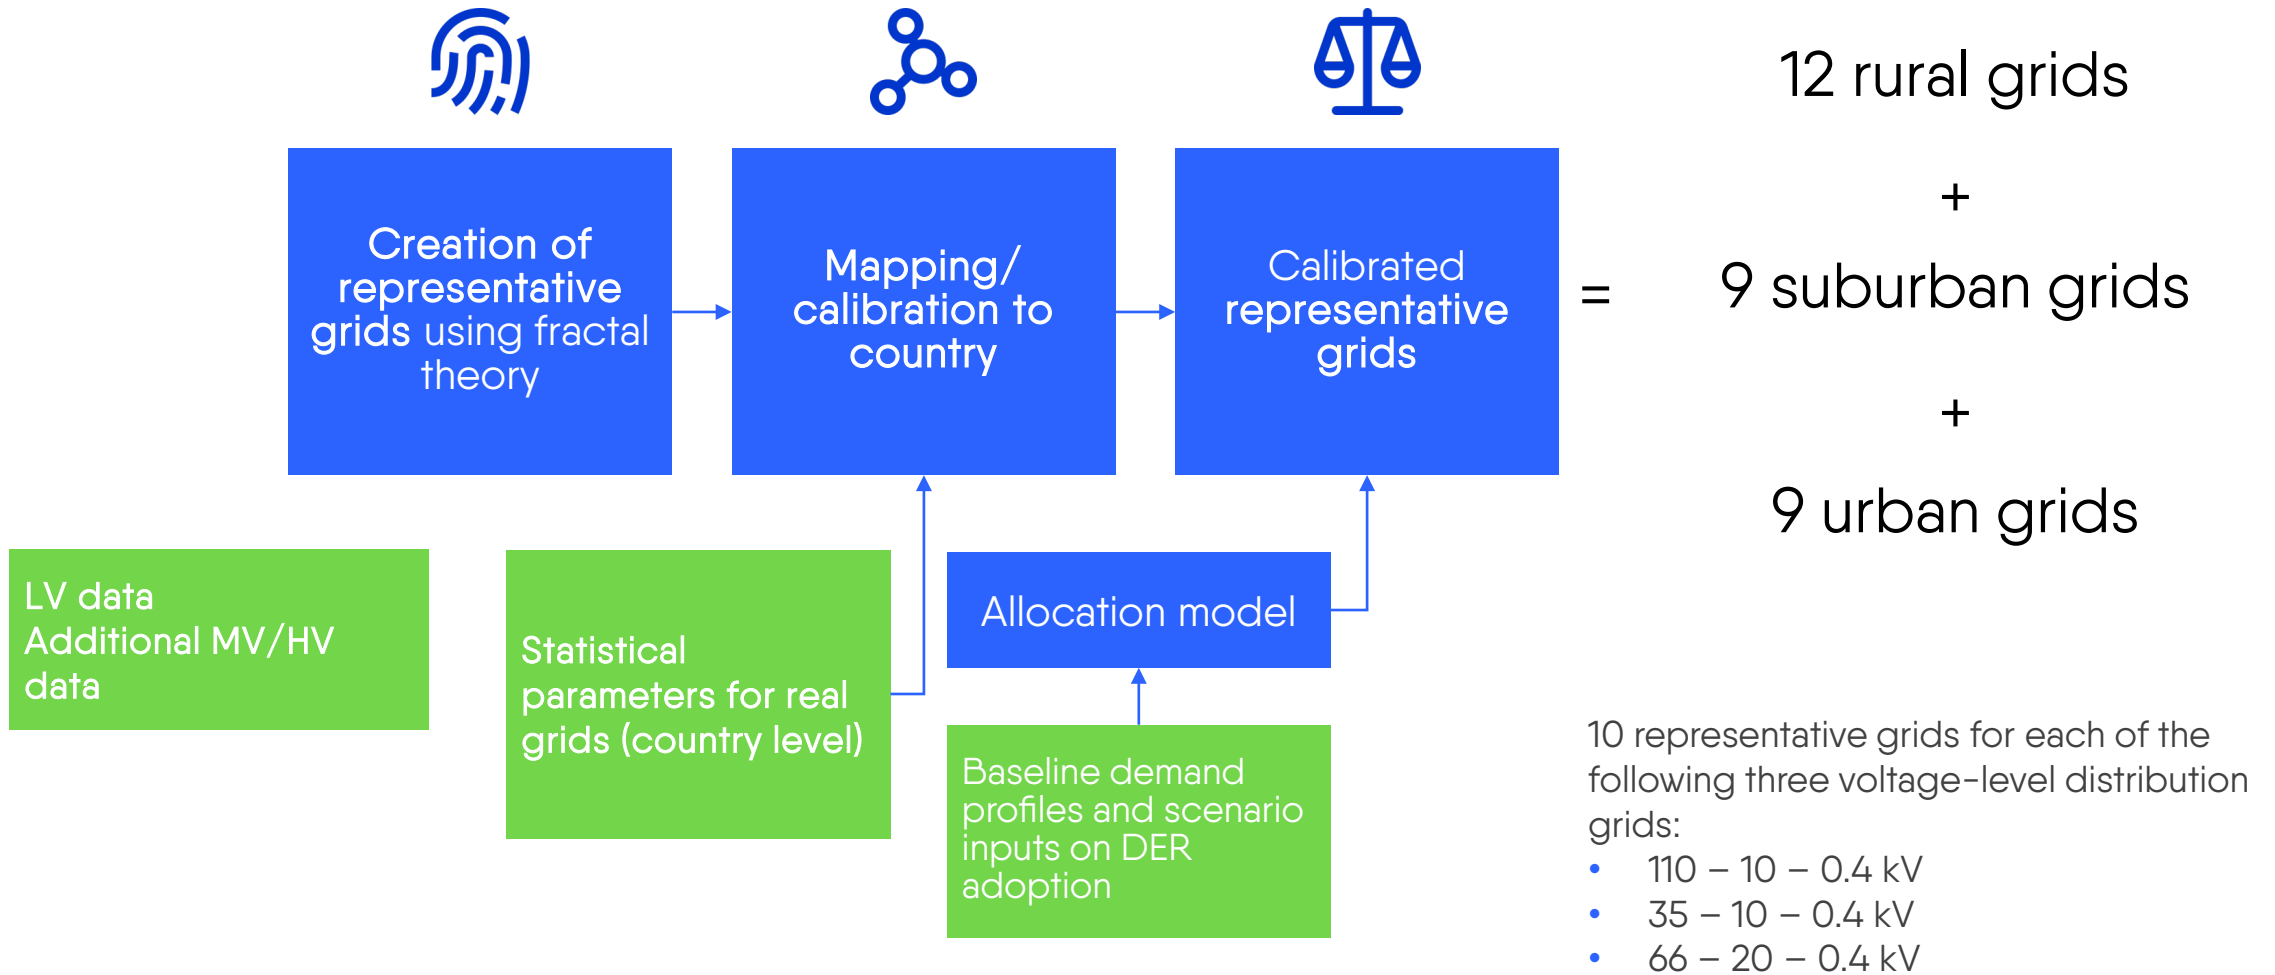 Creation of
representative
grids using fractal
theory
Mapping/
calibration to
country
Calibrated
representative
grids
=
12 rural grids
+
9 suburban grids
+
9 urban grids
LV data
Additional MV/HV
data
Statistical
parameters for real
grids (country level)
Allocation model
Baseline demand
profiles and scenario
inputs on DER
adoption
10 representative grids for each of the
following three voltage-level distribution
grids:
• 110 – 10 – 0.4 kV
• 35 – 10 – 0.4 kV
• 66 – 20 – 0.4 kV